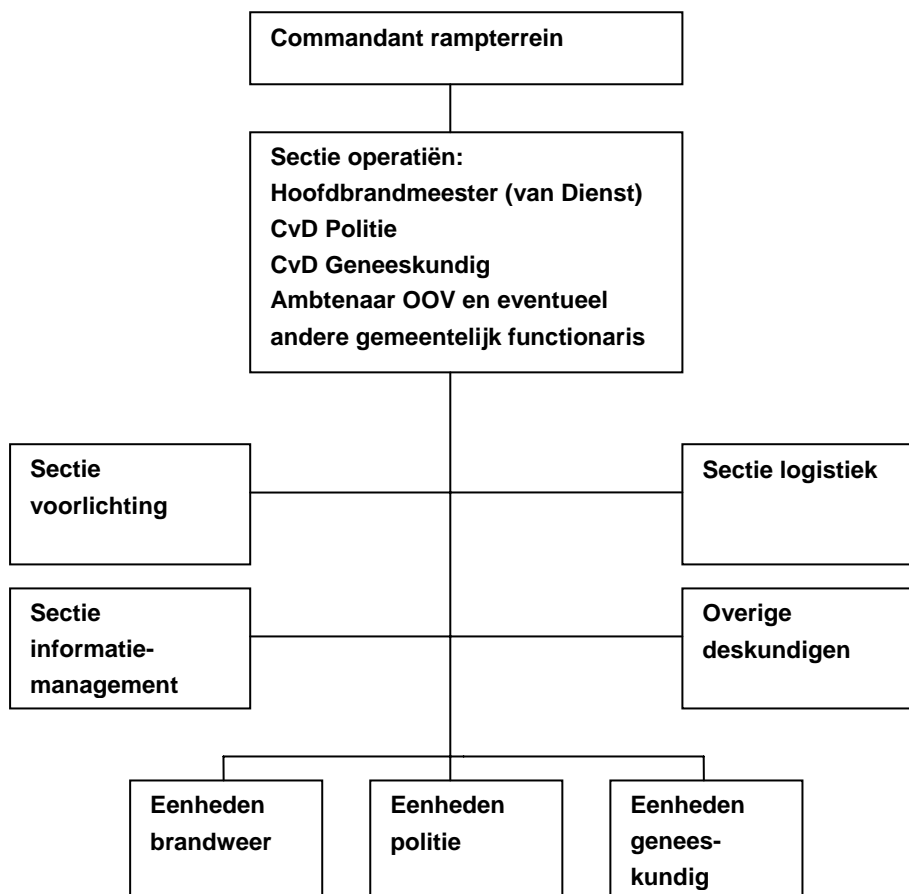 Commandant rampterrein
Sectie operatiën:
Hoofdbrandmeester (van Dienst)
CvD Politie
CvD Geneeskundig
Ambtenaar OOV en eventueel
andere gemeentelijk functionaris
Sectie
voorlichting
Sectie logistiek
Sectie
informatie-
management
Overige
deskundigen
Eenheden
brandweer
Eenheden
politie
Eenheden
genees-
kundig